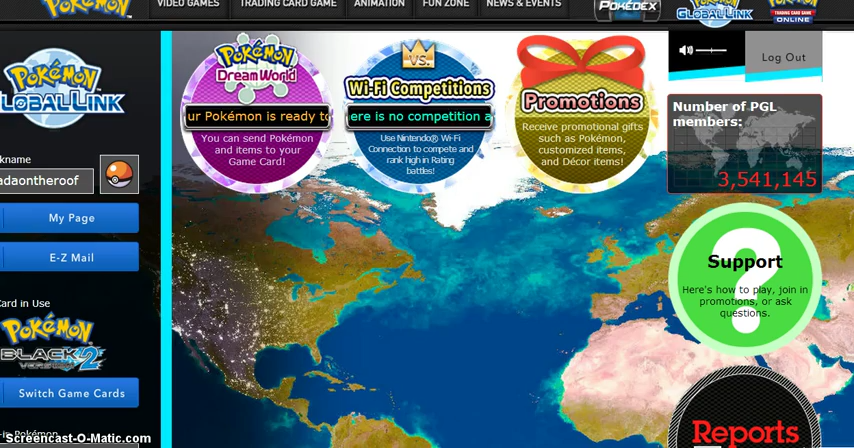 Pokémon
VIDEO GAMES
TRADING CARD GAME
ANIMATION
FUN ZONE
NEWS & EVENTS
POKÉDEX
GLOBAL LINK
TRADING CARD GAME
ONLINE
Pokémon
GLOBAL LINK
kname
adaontheroof
My Page
E-Z Mail
Card in Use
Pokémon
BLACK
VERSION 2
Switch Game Cards
in Pokémon
Screencast-O-Matic.com
Pokémon
Dream World
ur Pokémon is ready to
You can send Pokémon
and items to your
Game Card!
VS.
Wi-Fi Competitions
ere is no competition a
Use Nintendo® Wi-Fi
Connection to compete and
rank high in Rating
battles!
Promotions
Receive promotional gifts
such as Pokémon,
customized items,
and Décor items!
Log Out
Number of PGL
members:
3,541,145
?
Support
Here's how to play, join in
promotions, or ask
questions.
Reports